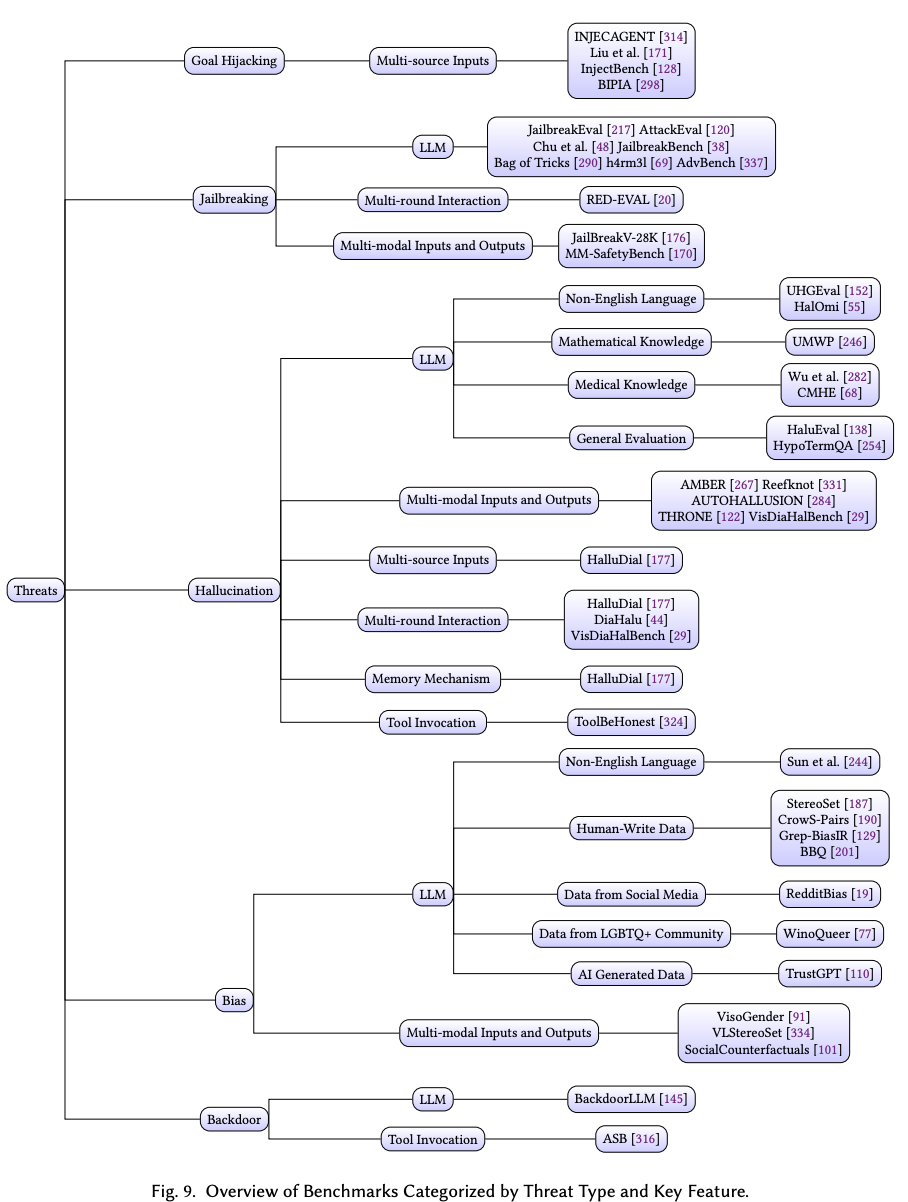 Threats
Goal Hijacking
Multi-source Inputs
INJECAGENT [314]
Liu et al. [171]
InjectBench [128]
BIPIA [298]
Jailbreaking
LLM
JailbreakEval [217] AttackEval [120]
Chu et al. [48] JailbreakBench [38]
Bag of Tricks [290] h4rm3l [69] AdvBench [337]
Multi-round Interaction
RED-EVAL [20]
Multi-modal Inputs and Outputs
JailBreakV-28K [176]
MM-SafetyBench [170]
Hallucination
LLM
Non-English Language
UHGEval [152]
HalOmi [55]
Mathematical Knowledge
UMWP [246]
Medical Knowledge
Wu et al. [282]
CMHE [68]
General Evaluation
HaluEval [138]
HypoTermQA [254]
Multi-modal Inputs and Outputs
AMBER [267] Reefknot [331]
AUTOHALLUSION [284]
THRONE [122] VisDiaHalBench [29]
Multi-source Inputs
HalluDial [177]
Multi-round Interaction
HalluDial [177]
DiaHalu [44]
VisDiaHalBench [29]
Memory Mechanism
HalluDial [177]
Tool Invocation
ToolBeHonest [324]
Bias
LLM
Non-English Language
Sun et al. [244]
Human-Write Data
StereoSet [187]
CrowS-Pairs [190]
Grep-BiasIR [129]
BBQ [201]
Data from Social Media
RedditBias [19]
Data from LGBTQ+ Community
WinoQueer [77]
AI Generated Data
TrustGPT [110]
Multi-modal Inputs and Outputs
VisoGender [91]
VLStereoSet [334]
SocialCounterfactuals [101]
Backdoor
LLM
BackdoorLLM [145]
Tool Invocation
ASB [316]
Fig. 9. Overview of Benchmarks Categorized by Threat Type and Key Feature.